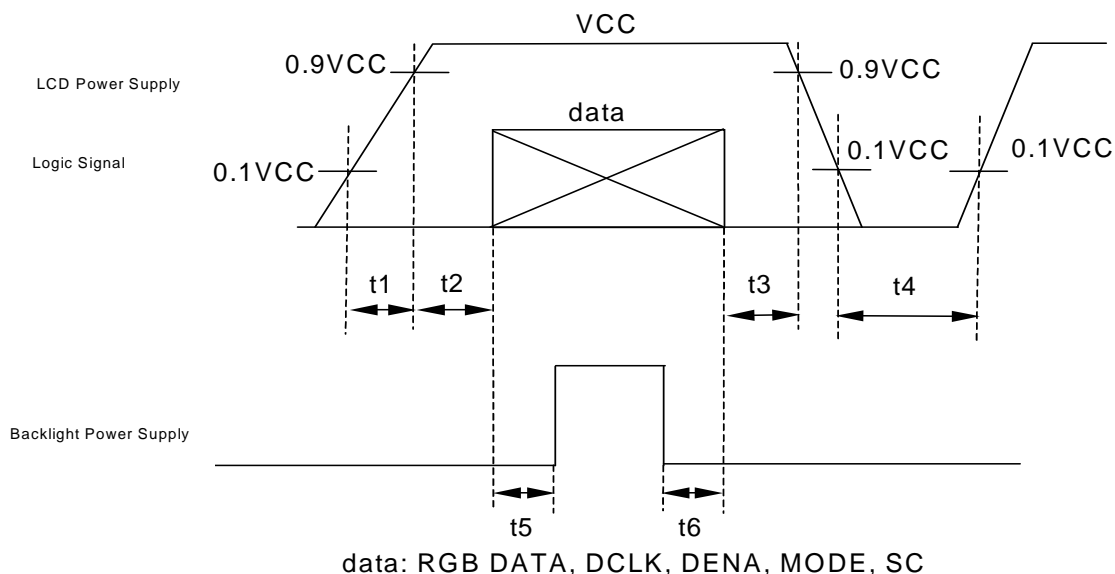 VCC
0.9VCC
0.9VCC
LCD Power Supply
data
Logic Signal
0.1VCC
0.1VCC
0.1VCC
t1
t2
t3
t4
Backlight Power Supply
t5
t6
data: RGB DATA, DCLK, DENA, MODE, SC